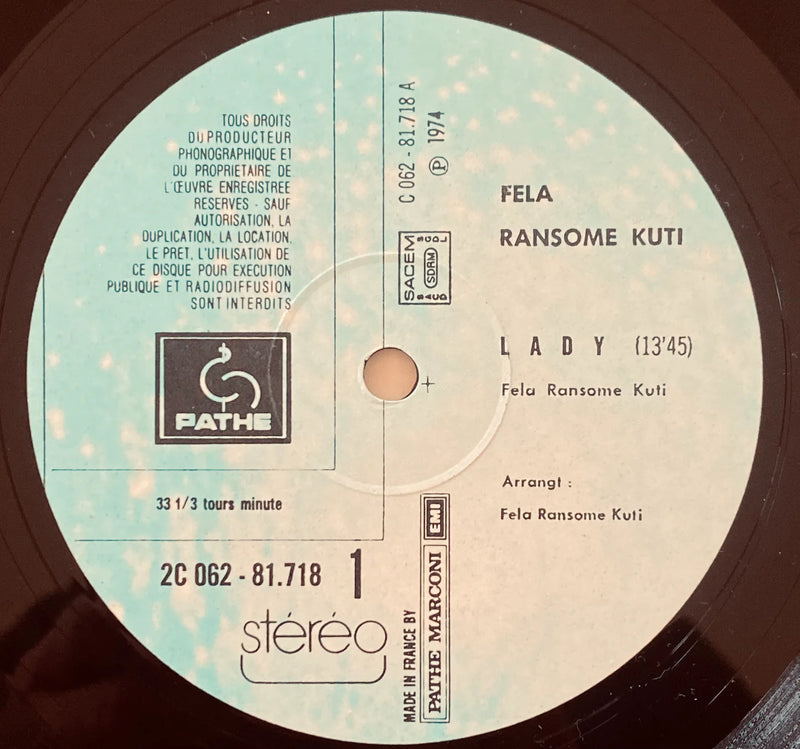 TOUS DROITS
DU PRODUCTEUR
PHONOGRAPHIQUE ET
DU PROPRIETAIRE DE
L'ŒUVRE ENREGISTREE
RESERVES - SAUF
AUTORISATION, LA
DUPLICATION, LA LOCATION,
LE PRET, L'UTILISATION DE
CE DISQUE POUR EXECUTION
PUBLIQUE ET RADIODIFFUSION
SONT INTERDITS
PATHE
33 1/3 tours minute
2C 062 - 81.718 1
stéréo
C 062 - 81.718 A
℗ 1974
SACEM
SDRM
SACD
MADE IN FRANCE BY
PATHE MARCONI EMI
FELA
RANSOME KUTI
LADY (13'45)
Fela Ransome Kuti
Arrangt :
Fela Ransome Kuti